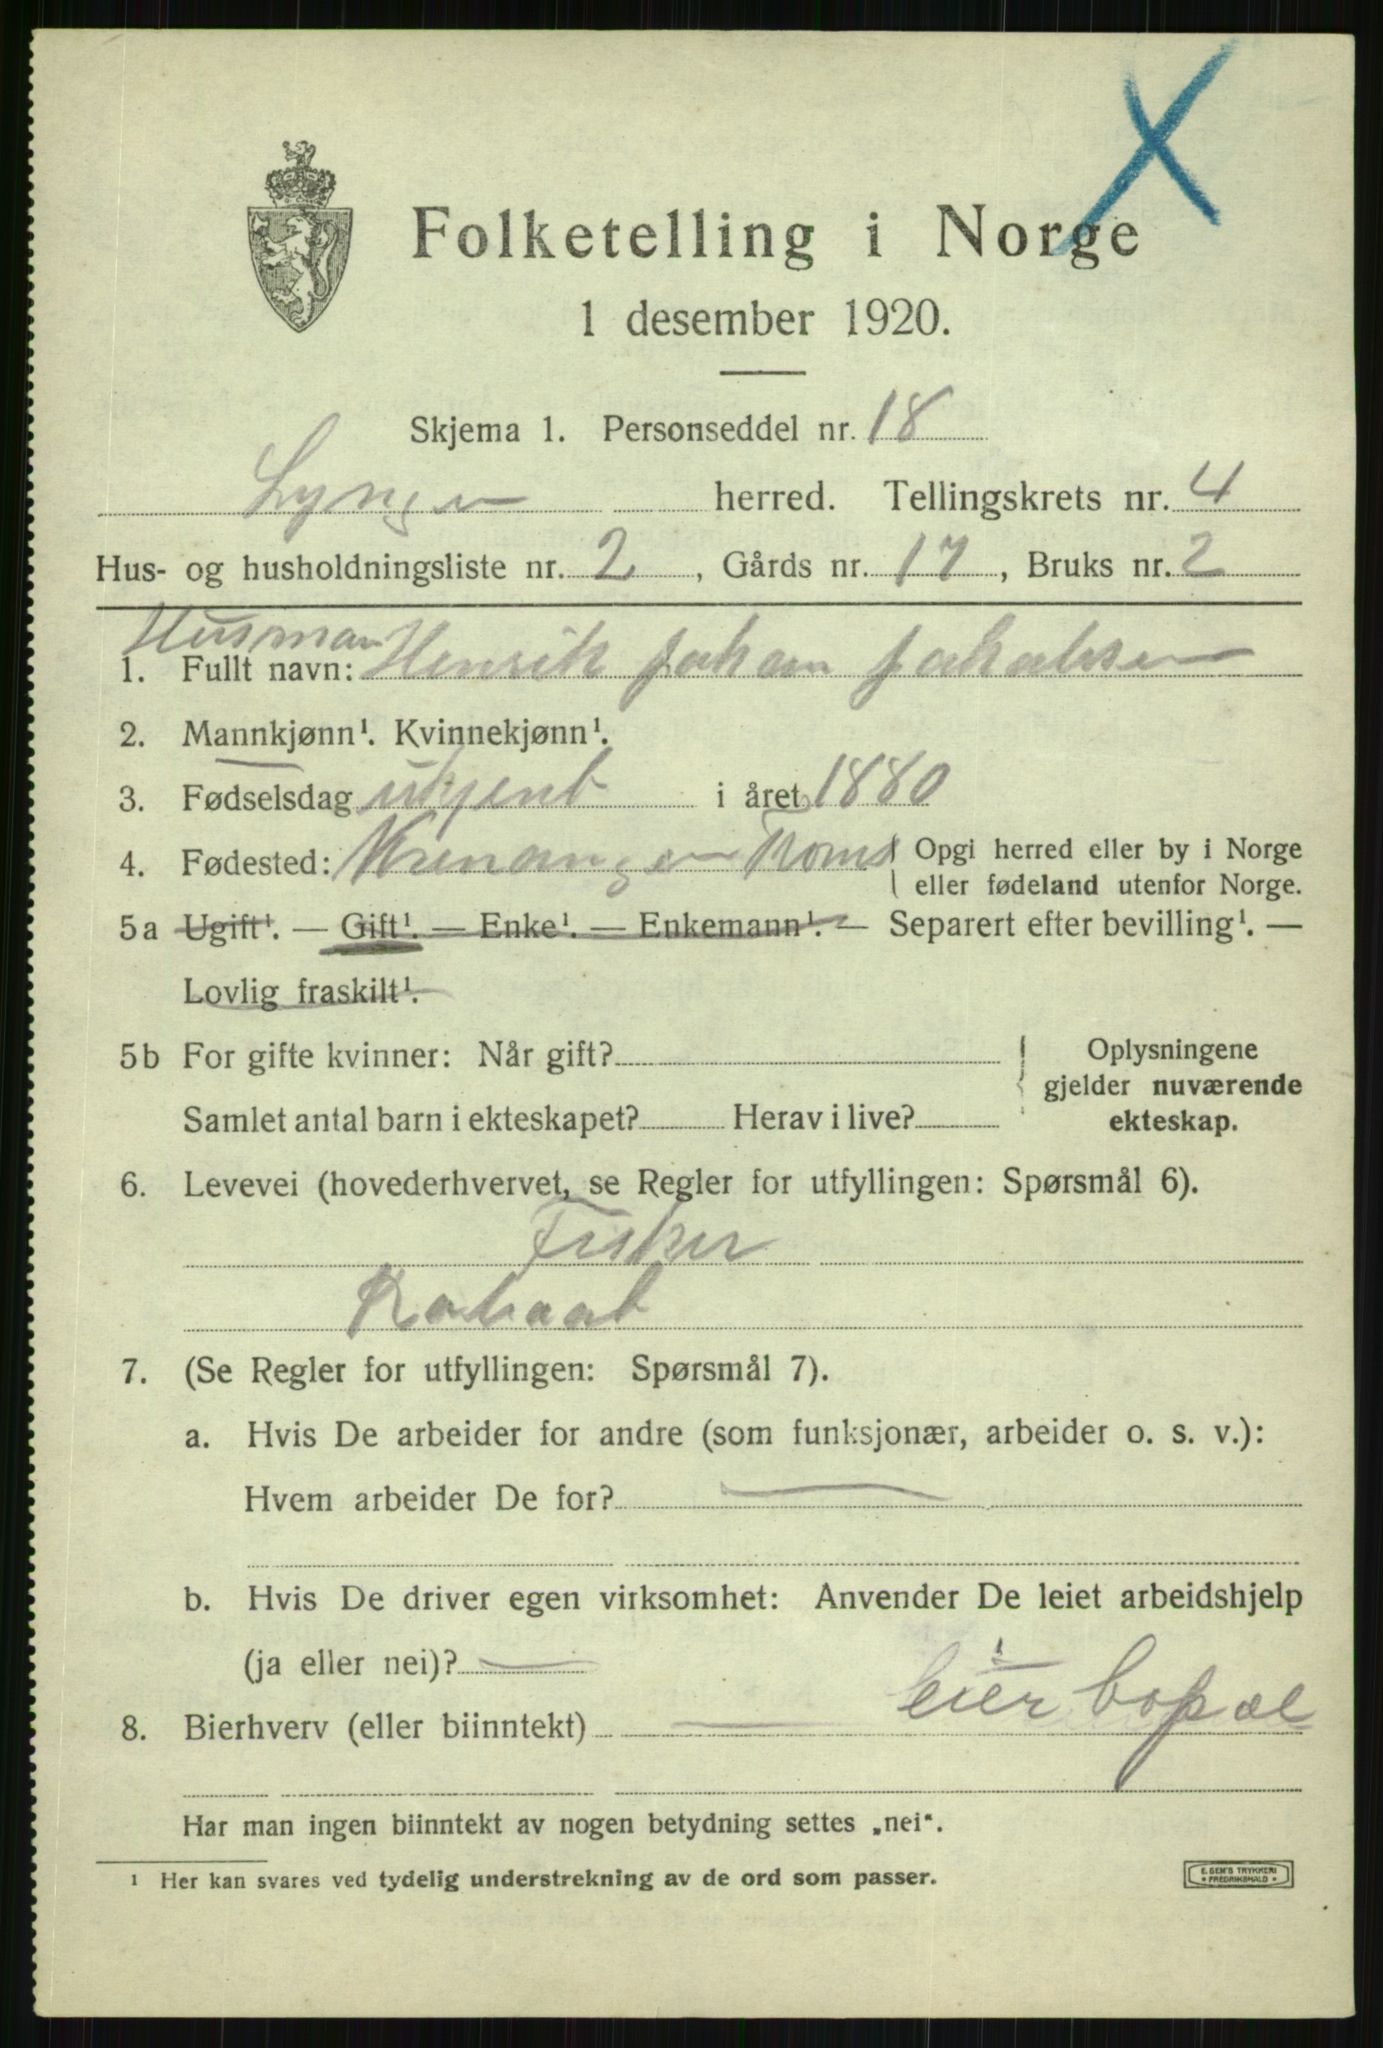 Folketelling i Norge
1 desember 1920.
Skjema 1. Personseddel nr. 18
Lyngen herred. Tellingskrets nr. 4
Hus- og husholdningsliste nr. 2, Gårds nr. 17, Bruks nr. 2
Husman
1. Fullt navn: Henrik Johan Jakobsen
2. Mannkjønn¹. Kvinnekjønn¹.
3. Fødselsdag ukjent i året 1880
4. Fødested: Troms Opgi herred eller by i Norge
eller fødeland utenfor Norge.
5a Ugift¹. — Gift¹. — Enke¹. — Enkemann¹. — Separert efter bevilling¹. —
Lovlig fraskilt¹.
5b For gifte kvinner: Når gift? Oplysningene
gjelder nuværende
Samlet antal barn i ekteskapet? Herav i live? ekteskap.
6. Levevei (hovederhvervet, se Regler for utfyllingen: Spørsmål 6).
Fisker
7. (Se Regler for utfyllingen: Spørsmål 7).
a. Hvis De arbeider for andre (som funksjonær, arbeider o. s. v.):
Hvem arbeider De for? —
b. Hvis De driver egen virksomhet: Anvender De leiet arbeidshjelp
(ja eller nei)? —
8. Bierhverv (eller biinntekt) — eier bopæl
Har man ingen biinntekt av nogen betydning settes „nei“.
¹ Her kan svares ved tydelig understrekning av de ord som passer.
E. SEM'S TRYKKERI
• FREDRIKSHALD •